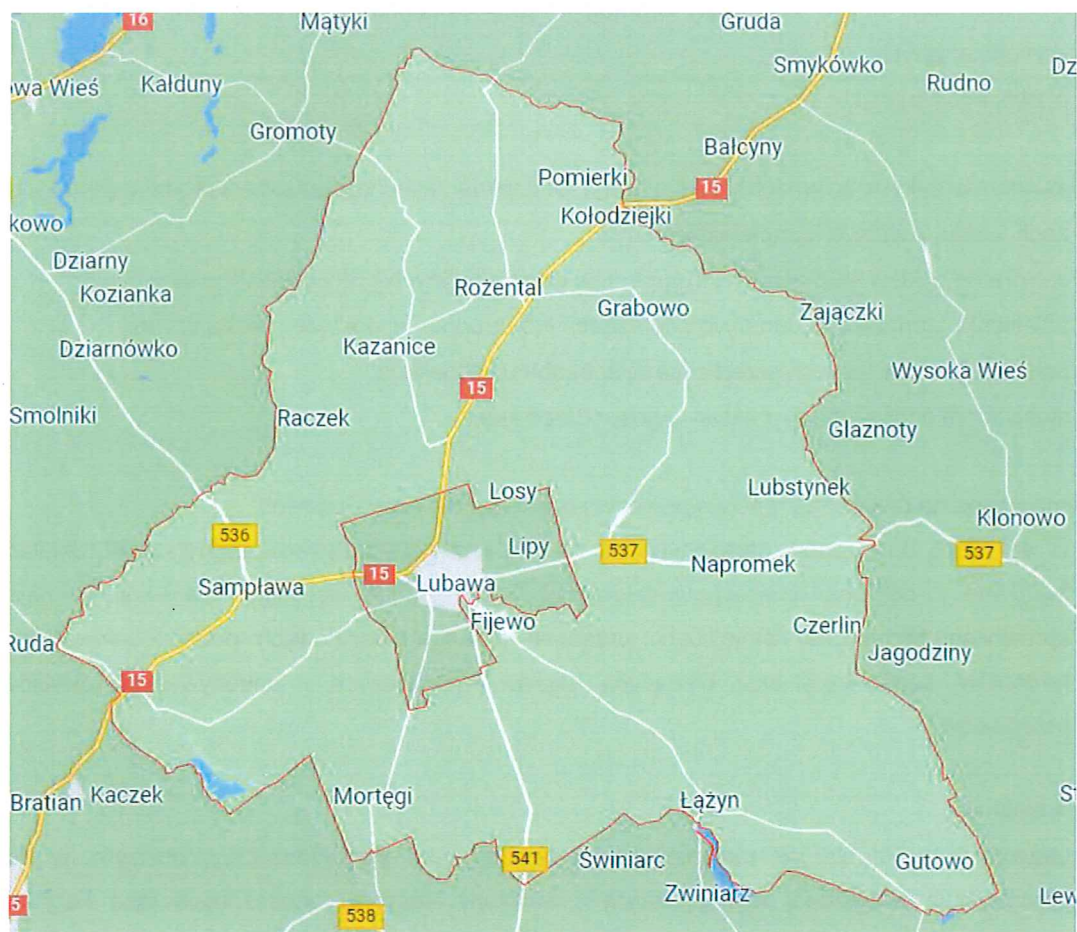 16
Mątyki
Gruda
Smykówko
Dz
owa Wieś
Kałduny
Rudno
Gromoty
Bałcyny
Pomierki
15
kowo
Kołodziejki
Dziarny
Kozianka
Rożental
Grabowo
Zajączki
Dziarnówko
Kazanice
Wysoka Wieś
15
Smolniki
Raczek
Glaznoty
Losy
Lubstynek
Klonowo
536
Lipy
537
537
Napromek
15
Sampława
Lubawa
Fijewo
Czerlin
Ruda
Jagodziny
15
Bratian
Kaczek
Mortęgi
Łążyn
St
541
Świniarc
Gutowo
Zwiniarz
Lew
5
538